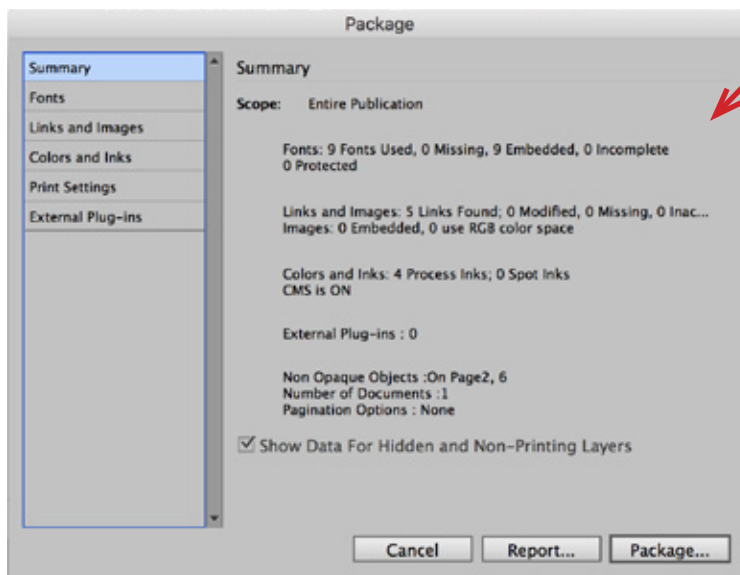 Package
Summary
Fonts
Links and Images
Colors and Inks
Print Settings
External Plug-ins
Summary
Scope: Entire Publication
Fonts: 9 Fonts Used, 0 Missing, 9 Embedded, 0 Incomplete
0 Protected
Links and Images: 5 Links Found; 0 Modified, 0 Missing, 0 Inac...
Images: 0 Embedded, 0 use RGB color space
Colors and Inks: 4 Process Inks; 0 Spot Inks
CMS is ON
External Plug-ins : 0
Non Opaque Objects :On Page2, 6
Number of Documents :1
Pagination Options : None
Show Data For Hidden and Non-Printing Layers
Cancel
Report...
Package...